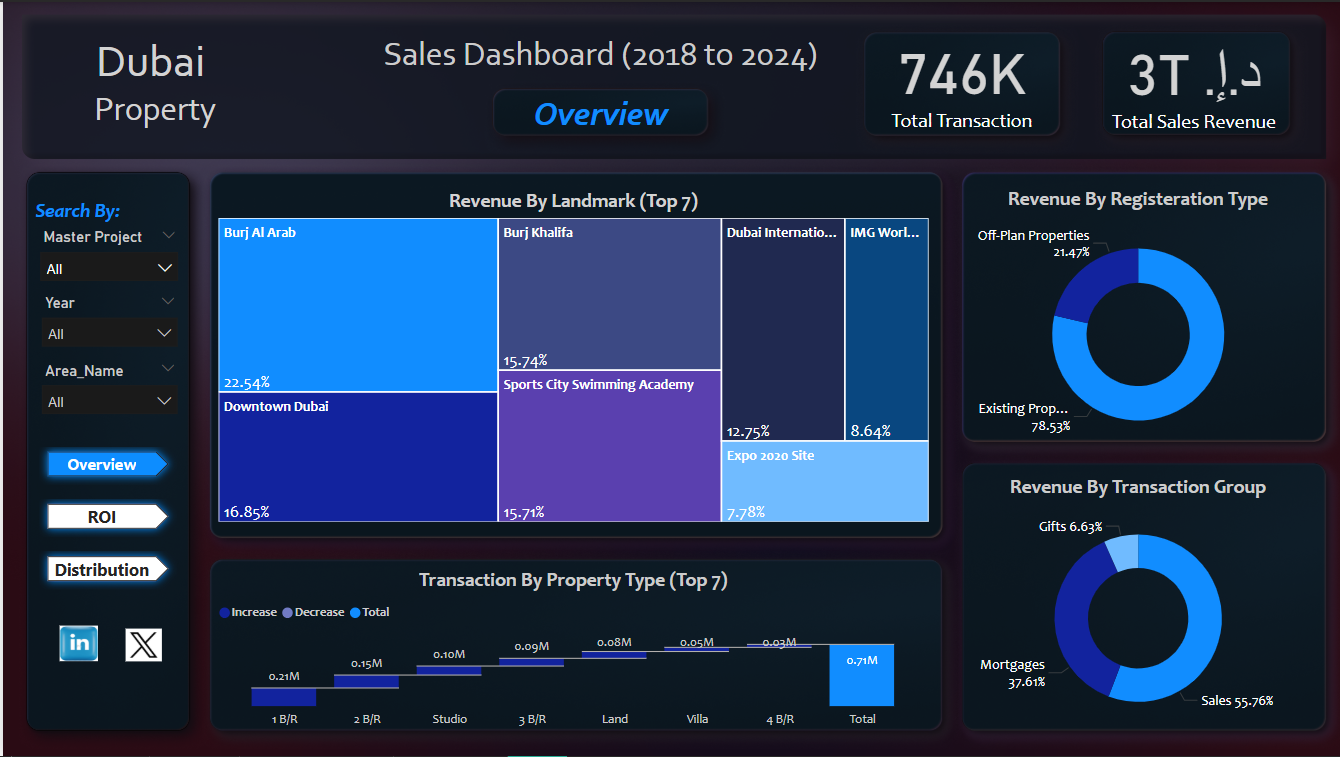 Dubai
Property
Sales Dashboard (2018 to 2024)
Overview
746K
Total Transaction
3T د.إ.
Total Sales Revenue
Search By:
Master Project
All
Year
All
Area_Name
All
Overview
ROI
Distribution
in
X
Revenue By Landmark (Top 7)
Burj Al Arab
22.54%
Downtown Dubai
16.85%
Burj Khalifa
15.74%
Sports City Swimming Academy
15.71%
Dubai Internatio...
12.75%
IMG Worl...
8.64%
Expo 2020 Site
7.78%
Transaction By Property Type (Top 7)
Increase Decrease Total
0.21M
0.15M
0.10M
0.09M
0.08M
0.05M
0.03M
0.71M
1 B/R
2 B/R
Studio
3 B/R
Land
Villa
4 B/R
Total
Revenue By Registeration Type
Off-Plan Properties
21.47%
Existing Prop...
78.53%
Revenue By Transaction Group
Gifts 6.63%
Mortgages
37.61%
Sales 55.76%